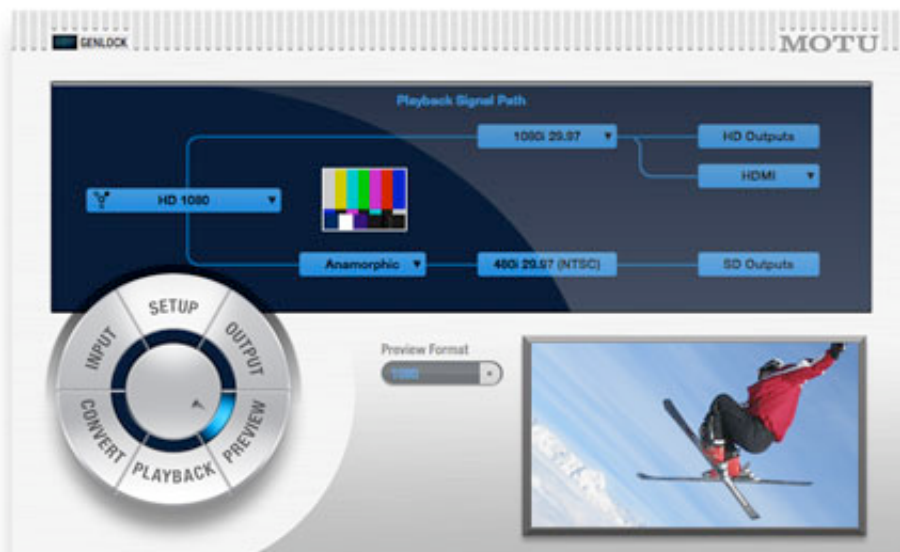 GENLOCK
MOTU
Playback Signal Path
1080i 29.97
HD Outputs
HDMI
HD 1080
Anamorphic
480i 29.97 (NTSC)
SD Outputs
SETUP
INPUT
OUTPUT
CONVERT
PLAYBACK
PREVIEW
Preview Format
1080